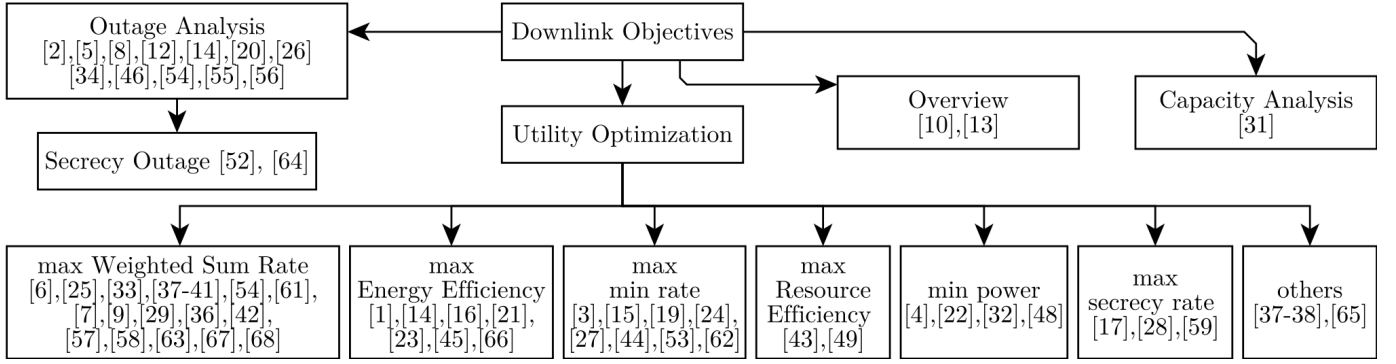 Outage Analysis
[2],[5],[8],[12],[14],[20],[26]
[34],[46],[54],[55],[56]
Downlink Objectives
Overview
[10],[13]
Capacity Analysis
[31]
Utility Optimization
Secrecy Outage [52], [64]
max Weighted Sum Rate
[6],[25],[33],[37-41],[54],[61],
[7],[9],[29],[36],[42],
[57],[58],[63],[67],[68]
max
Energy Efficiency
[1],[14],[16],[21],
[23],[45],[66]
max
min rate
[3],[15],[19],[24],
[27],[44],[53],[62]
max
Resource
Efficiency
[43],[49]
min power
[4],[22],[32],[48]
max
secrecy rate
[17],[28],[59]
others
[37-38],[65]